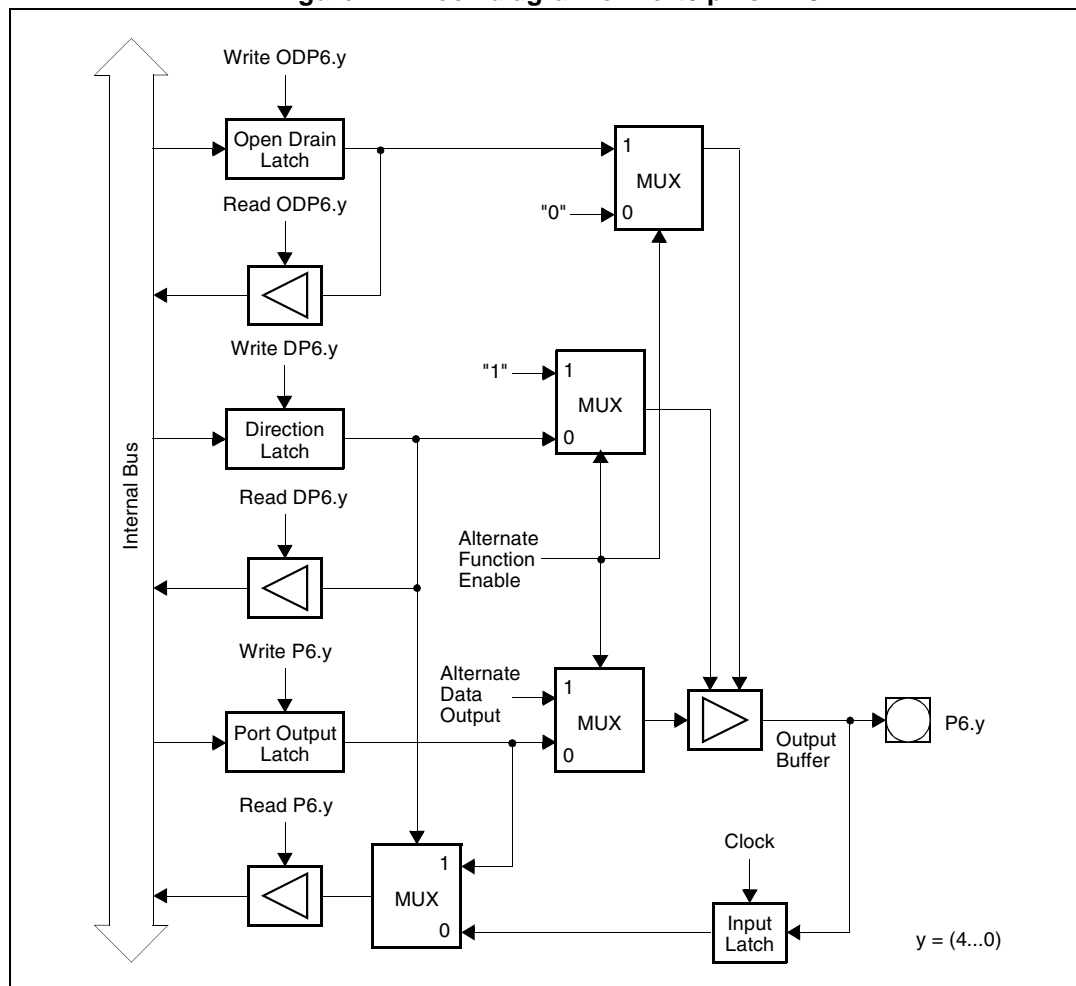 Write ODP6.y
Open Drain
Latch
1
MUX
"0"
0
Read ODP6.y
Write DP6.y
"1"
1
MUX
Direction
Latch
0
Internal Bus
Read DP6.y
Alternate
Function
Enable
Write P6.y
Alternate
Data
Output
1
MUX
0
Port Output
Latch
Output
Buffer
P6.y
Read P6.y
Clock
1
MUX
0
Input
Latch
y = (4...0)